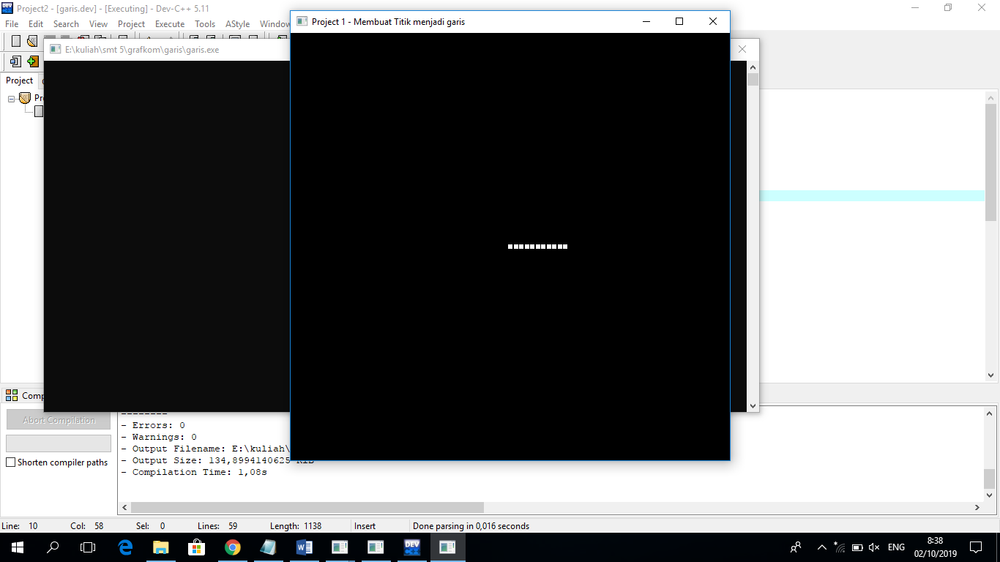 Project2 - [garis.dev] - [Executing] - Dev-C++ 5.11
File Edit Search View Project Execute Tools AStyle Window
Project 1 - Membuat Titik menjadi garis
E:\kuliah\smt 5\grafkom\garis\garis.exe
Project
Abort Compilation
Shorten compiler paths
- Errors: 0
- Warnings: 0
- Output Filename: E:\kuliah\
- Output Size: 134,8994140625 KiB
- Compilation Time: 1,08s
Line: 10 Col: 58 Sel: 0 Lines: 59 Length: 1138 Insert Done parsing in 0,016 seconds
DEV
ENG
8:38
02/10/2019